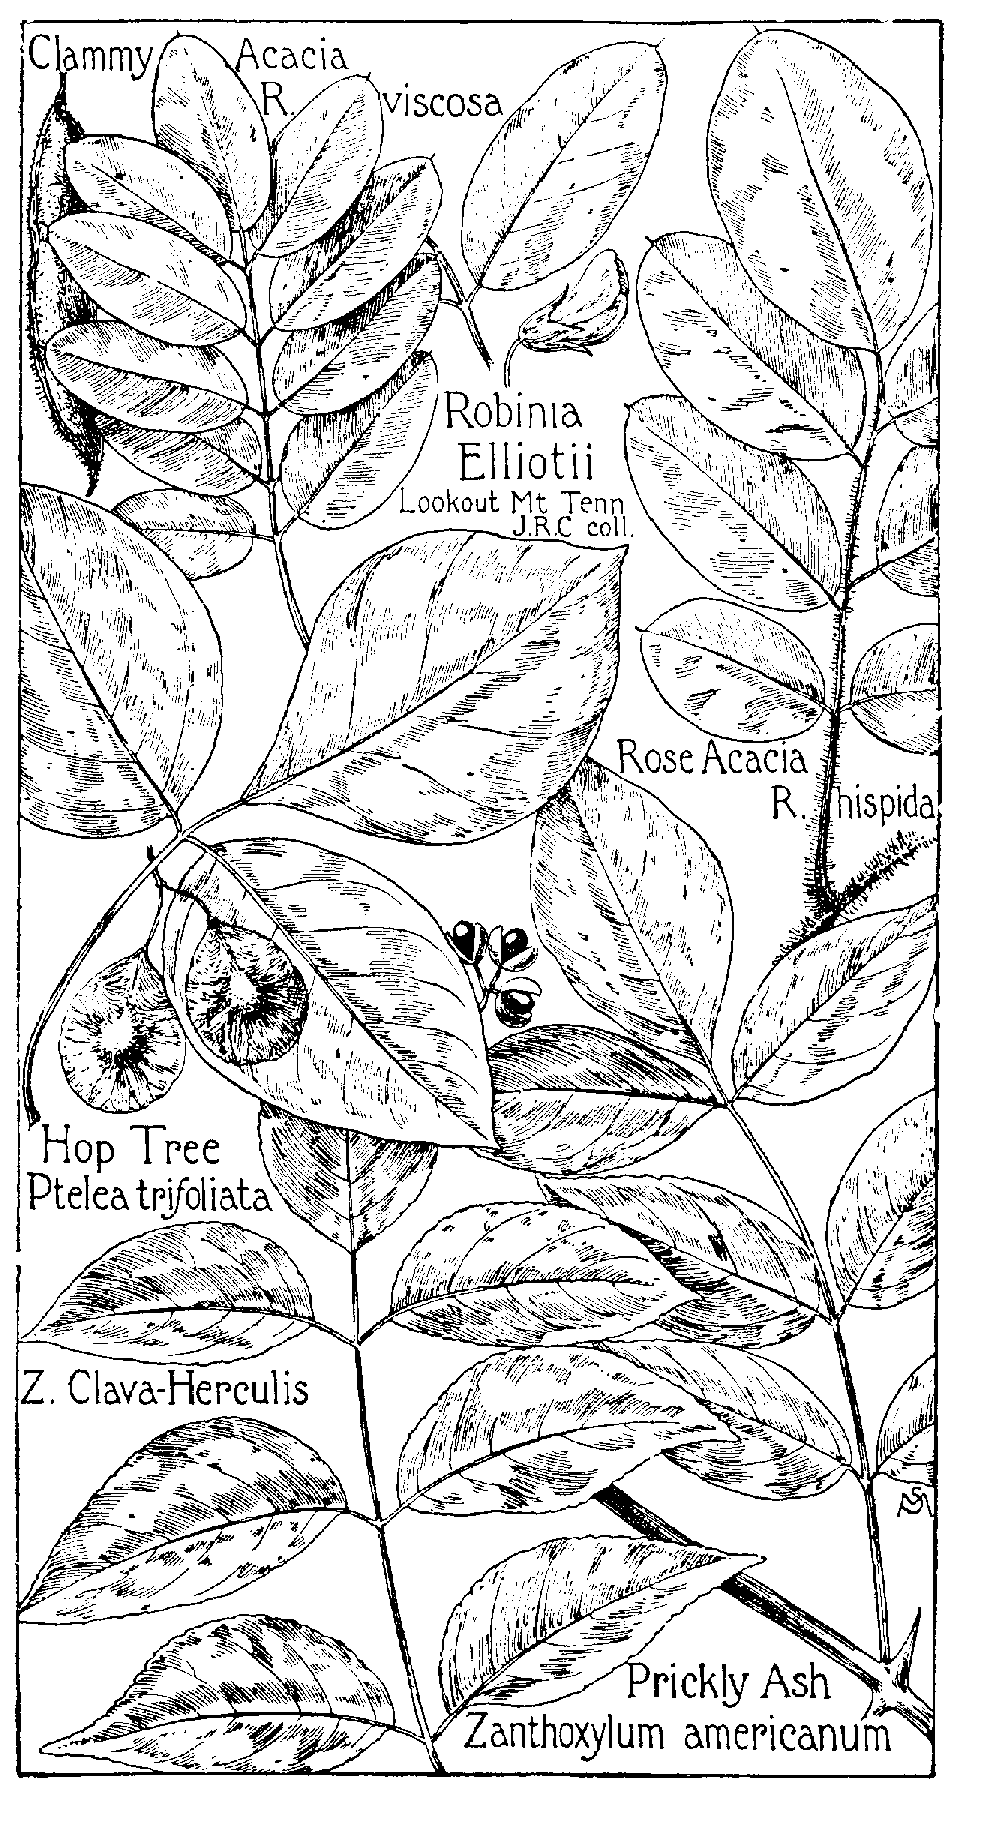 Clammy Acacia
R. viscosa
Robinia
Elliotii
Lookout Mt Tenn
J.R.C coll.
Rose Acacia
R. hispida
Hop Tree
Ptelea trifoliata
Z. Clava-Herculis
Prickly Ash
Zanthoxylum americanum